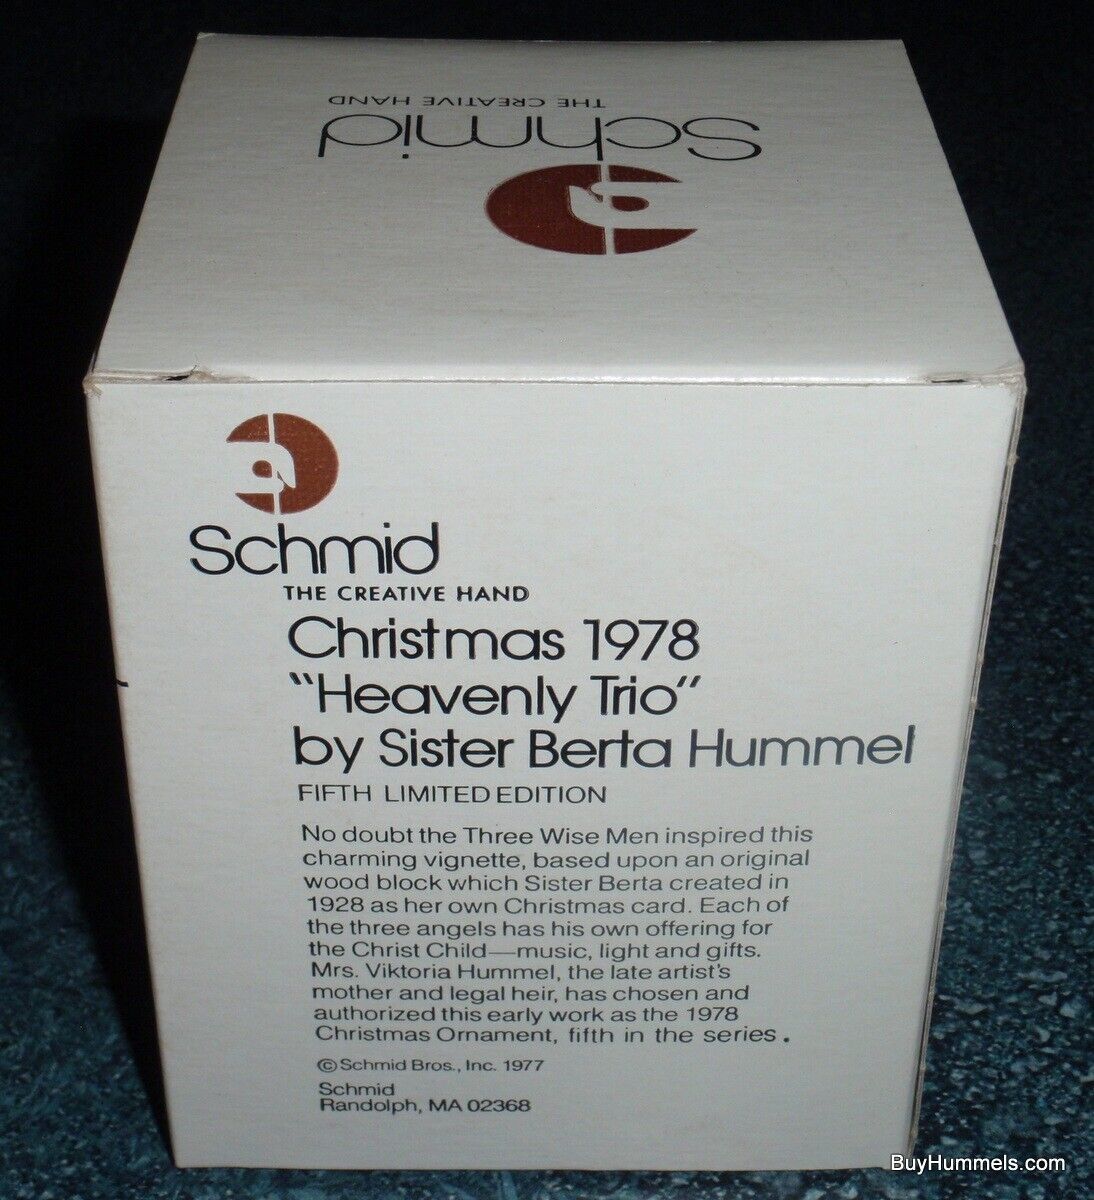 THE CREATIVE HAND
Schmid
Schmid
THE CREATIVE HAND
Christmas 1978
"Heavenly Trio"
by Sister Berta Hummel
FIFTH LIMITED EDITION
No doubt the Three Wise Men inspired this
charming vignette, based upon an original
wood block which Sister Berta created in
1928 as her own Christmas card. Each of
the three angels has his own offering for
the Christ Child—music, light and gifts.
Mrs. Viktoria Hummel, the late artist's
mother and legal heir, has chosen and
authorized this early work as the 1978
Christmas Ornament, fifth in the series.
© Schmid Bros., Inc. 1977
Schmid
Randolph, MA 02368
BuyHummels.com